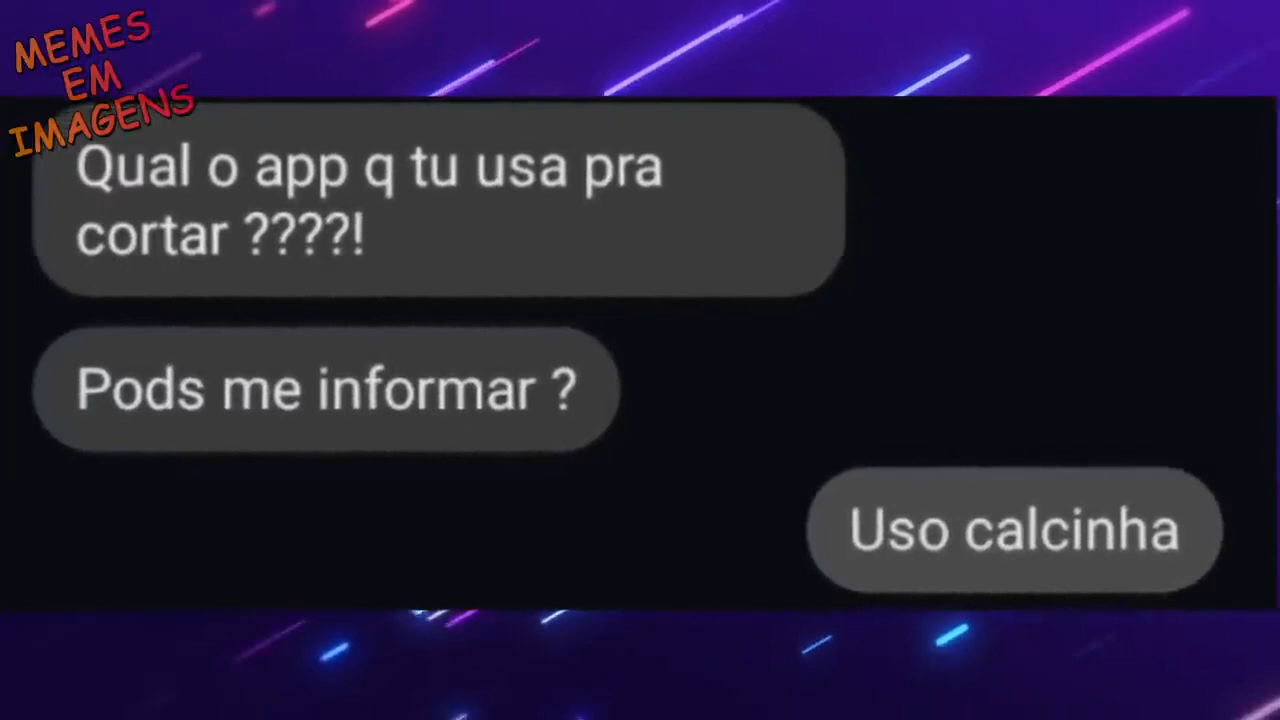 MEMES
EM
IMAGENS
Qual o app q tu usa pra
cortar ????!
Pods me informar ?
Uso calcinha